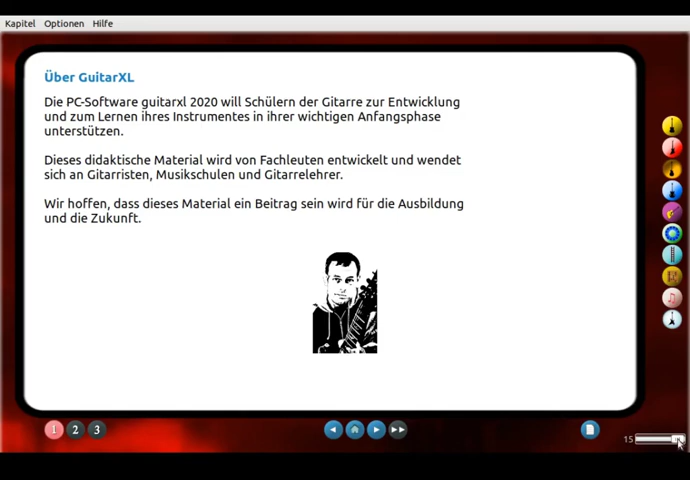 Kapitel Optionen Hilfe
Über GuitarXL
Die PC-Software guitarxl 2020 will Schülern der Gitarre zur Entwicklung
und zum Lernen ihres Instrumentes in ihrer wichtigen Anfangsphase
unterstützen.
Dieses didaktische Material wird von Fachleuten entwickelt und wendet
sich an Gitarristen, Musikschulen und Gitarrelehrer.
Wir hoffen, dass dieses Material ein Beitrag sein wird für die Ausbildung
und die Zukunft.
1 2 3
15